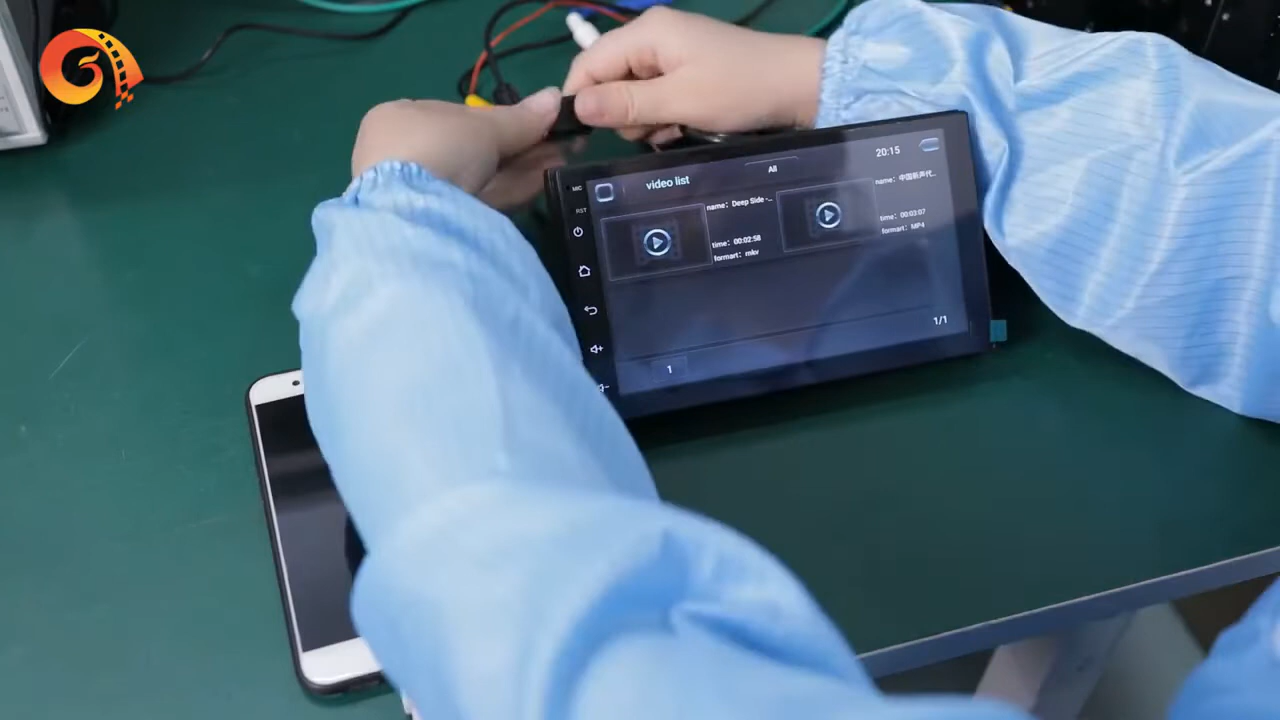 MIC
RST
video list
All
20:15
name：Deep Side -...
time：00:02:58
formart：mkv
name：中国新声代...
time：00:03:07
formart：MP4
1/1
1